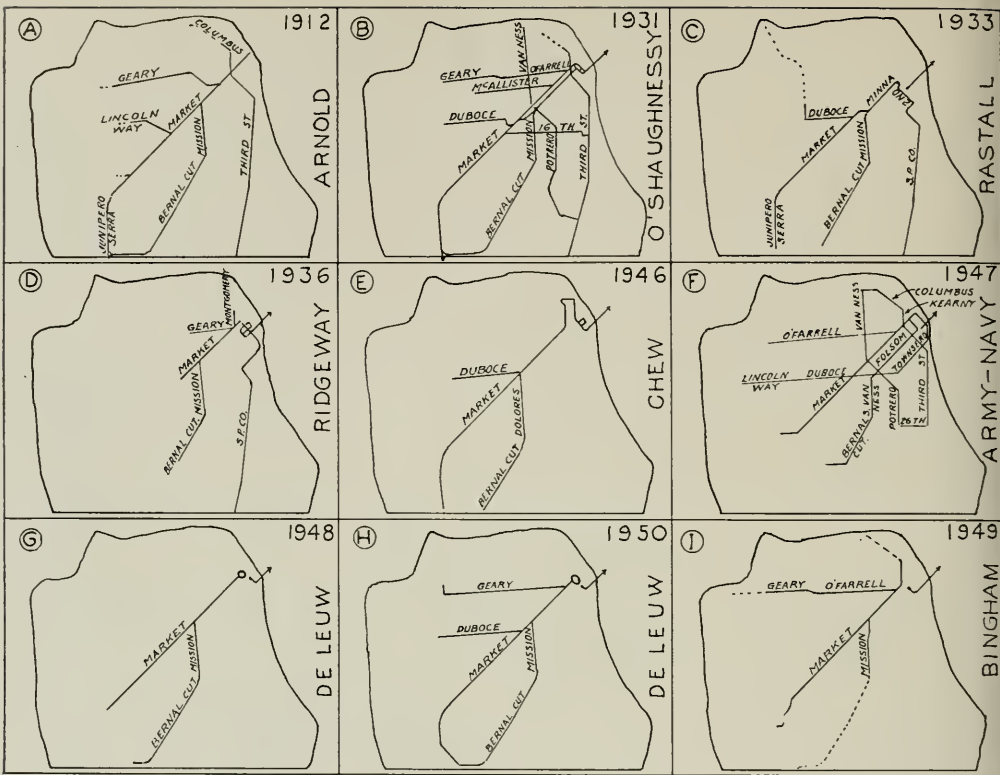 A
1912
COLUMBUS
GEARY
LINCOLN
WAY
MARKET
MISSION
THIRD ST
BERNAL CUT
JUNIPERO
SERRA
ARNOLD
B
1931
VAN NESS
GEARY
O'FARRELL
McALLISTER
DUBOCE
16TH
MARKET
MISSION
POTRERO
THIRD ST.
BERNAL CUT
O'SHAUGHNESSY
C
1933
DUBOCE
MINNA
2ND
MARKET
MISSION
BERNAL CUT
S.P. CO.
JUNIPERO
SERRA
RASTALL
D
1936
MONTGOMERY
GEARY
MARKET
MISSION
BERNAL CUT.
S.P. CO.
RIDGEWAY
E
1946
DUBOCE
MARKET
DOLORES
BERNAL CUT
CHEW
F
1947
VAN NESS
COLUMBUS
KEARNY
O'FARRELL
FOLSOM
TOWNSEND
LINCOLN
WAY
DUBOCE
MARKET
S. VAN
NESS
POTRERO
26TH
THIRD ST
BERNAL
CUT.
ARMY-NAVY
G
1948
MARKET
MISSION
BERNAL CUT
DE LEUW
H
1950
GEARY
DUBOCE
MARKET
MISSION
BERNAL CUT
DE LEUW
I
1949
GEARY
O'FARRELL
MARKET
MISSION
BINGHAM